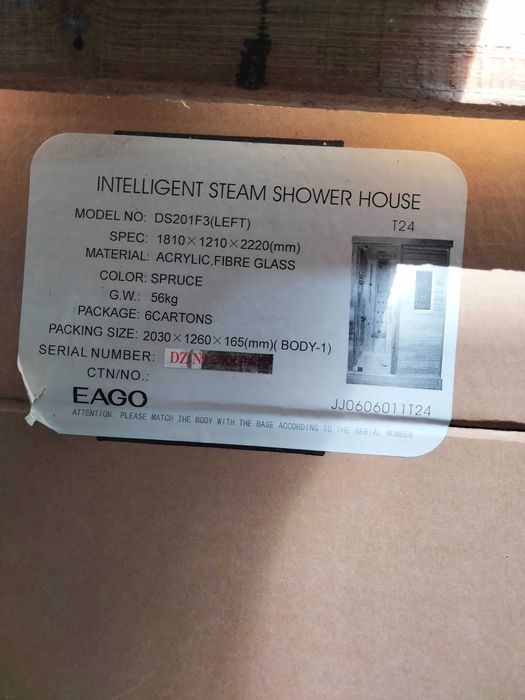 INTELLIGENT STEAM SHOWER HOUSE
MODEL NO: DS201F3(LEFT)
T24
SPEC: 1810×1210×2220(mm)
MATERIAL: ACRYLIC,FIBRE GLASS
COLOR: SPRUCE
G.W.: 56kg
PACKAGE: 6CARTONS
PACKING SIZE: 2030×1260×165(mm)( BODY-1)
SERIAL NUMBER: DZ
CTN/NO.:
EAGO
JJ0606011T24
ATTENTION: PLEASE MATCH THE BODY WITH THE BASE ACCORDING TO THE SERIAL NUMBER